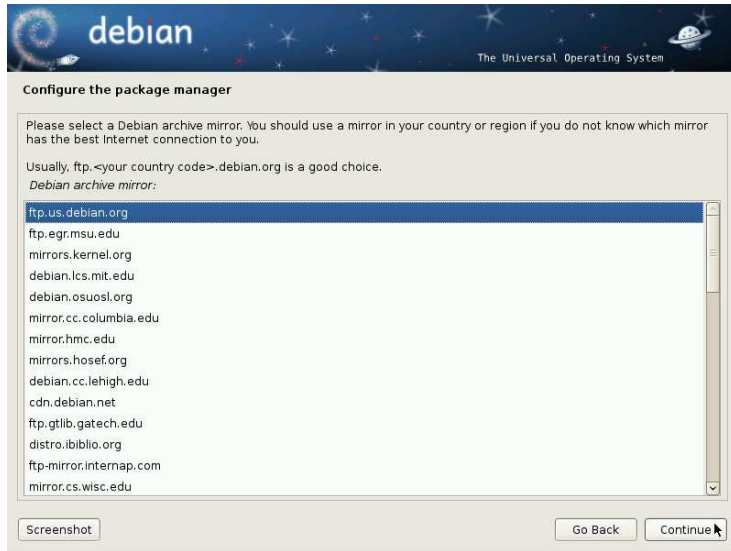 debian
The Universal Operating System
Configure the package manager
Please select a Debian archive mirror. You should use a mirror in your country or region if you do not know which mirror
has the best Internet connection to you.
Usually, ftp.<your country code>.debian.org is a good choice.
Debian archive mirror:
ftp.us.debian.org
ftp.egr.msu.edu
mirrors.kernel.org
debian.lcs.mit.edu
debian.osuosl.org
mirror.cc.columbia.edu
mirror.hmc.edu
mirrors.hosef.org
debian.cc.lehigh.edu
cdn.debian.net
ftp.gtlib.gatech.edu
distro.ibiblio.org
ftp-mirror.internap.com
mirror.cs.wisc.edu
Screenshot
Go Back
Continue